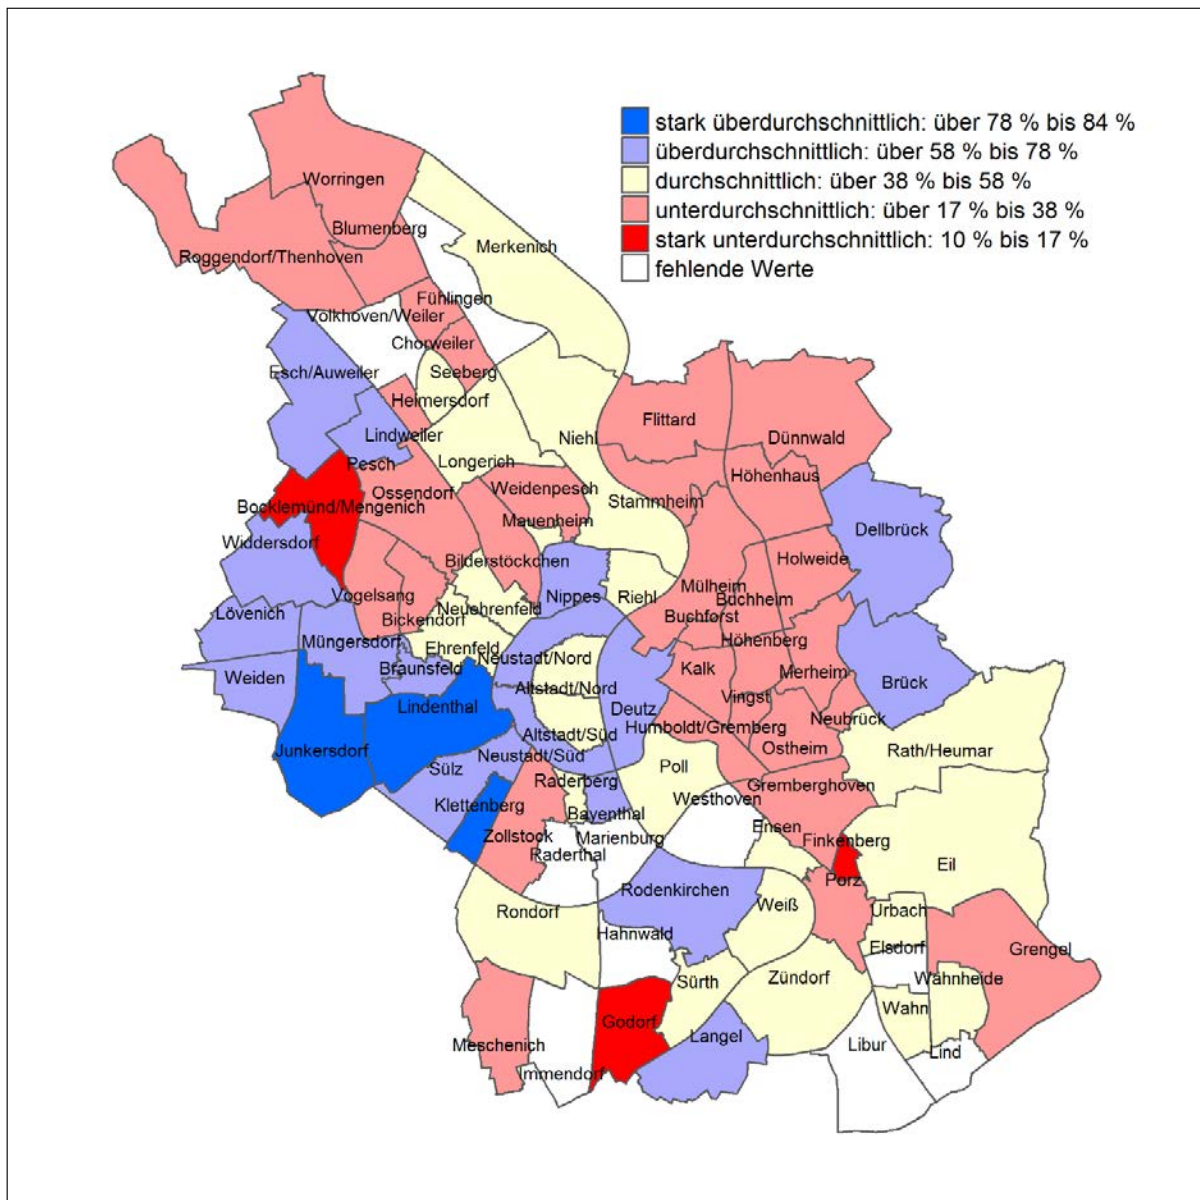 stark überdurchschnittlich: über 78 % bis 84 %
überdurchschnittlich: über 58 % bis 78 %
durchschnittlich: über 38 % bis 58 %
unterdurchschnittlich: über 17 % bis 38 %
stark unterdurchschnittlich: 10 % bis 17 %
fehlende Werte
Worringen
Blumenberg
Merkenich
Roggendorf/Thenhoven
Fühlingen
Volkhoven/Weiler
Chorweiler
Esch/Auweiler
Seeberg
Heimersdorf
Flittard
Lindweiler
Niehl
Dünnwald
Pesch
Longerich
Höhenhaus
Ossendorf
Weidenpesch
Stammheim
Bocklemünd/Mengenich
Mauenheim
Dellbrück
Widdersdorf
Bilderstöckchen
Holweide
Mülheim
Vogelsang
Nippes
Riehl
Buchheim
Neuehrenfeld
Lövenich
Bickendorf
Buchforst
Müngersdorf
Ehrenfeld
Höhenberg
Neustadt/Nord
Braunsfeld
Kalk
Merheim
Weiden
Brück
Altstadt/Nord
Vingst
Lindenthal
Deutz
Neubrück
Humboldt/Gremberg
Altstadt/Süd
Ostheim
Junkersdorf
Rath/Heumar
Neustadt/Süd
Sülz
Poll
Raderberg
Gremberghoven
Klettenberg
Westhoven
Bayenthal
Ensen
Zollstock
Marienburg
Finkenberg
Raderthal
Eil
Porz
Rodenkirchen
Weiß
Rondorf
Urbach
Hahnwald
Elsdorf
Grengel
Zündorf
Wahnheide
Sürth
Wahn
Godorf
Langel
Meschenich
Libur
Lind
Immendorf